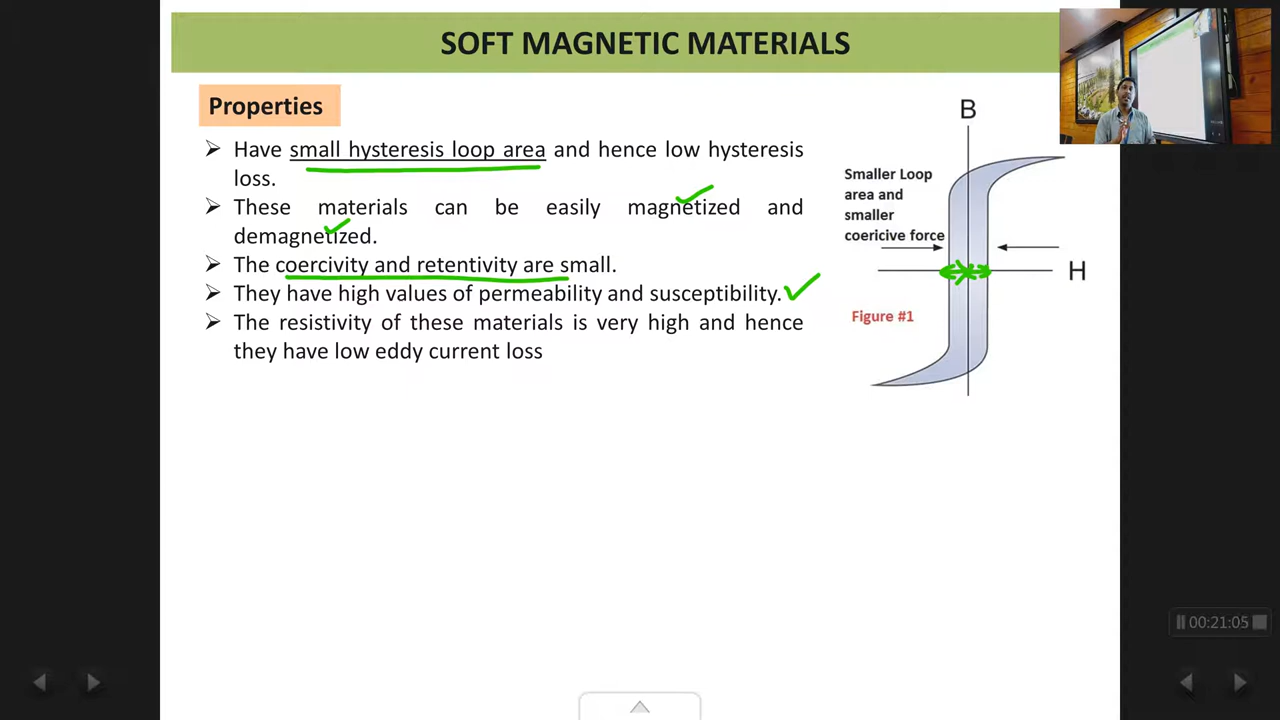 SOFT MAGNETIC MATERIALS
Properties
➢ Have small hysteresis loop area and hence low hysteresis
loss.
➢ These materials can be easily magnetized and
demagnetized.
➢ The coercivity and retentivity are small.
➢ They have high values of permeability and susceptibility.
➢ The resistivity of these materials is very high and hence
they have low eddy current loss
B
Smaller Loop
area and
smaller
coericive force
H
Figure #1
00:21:05